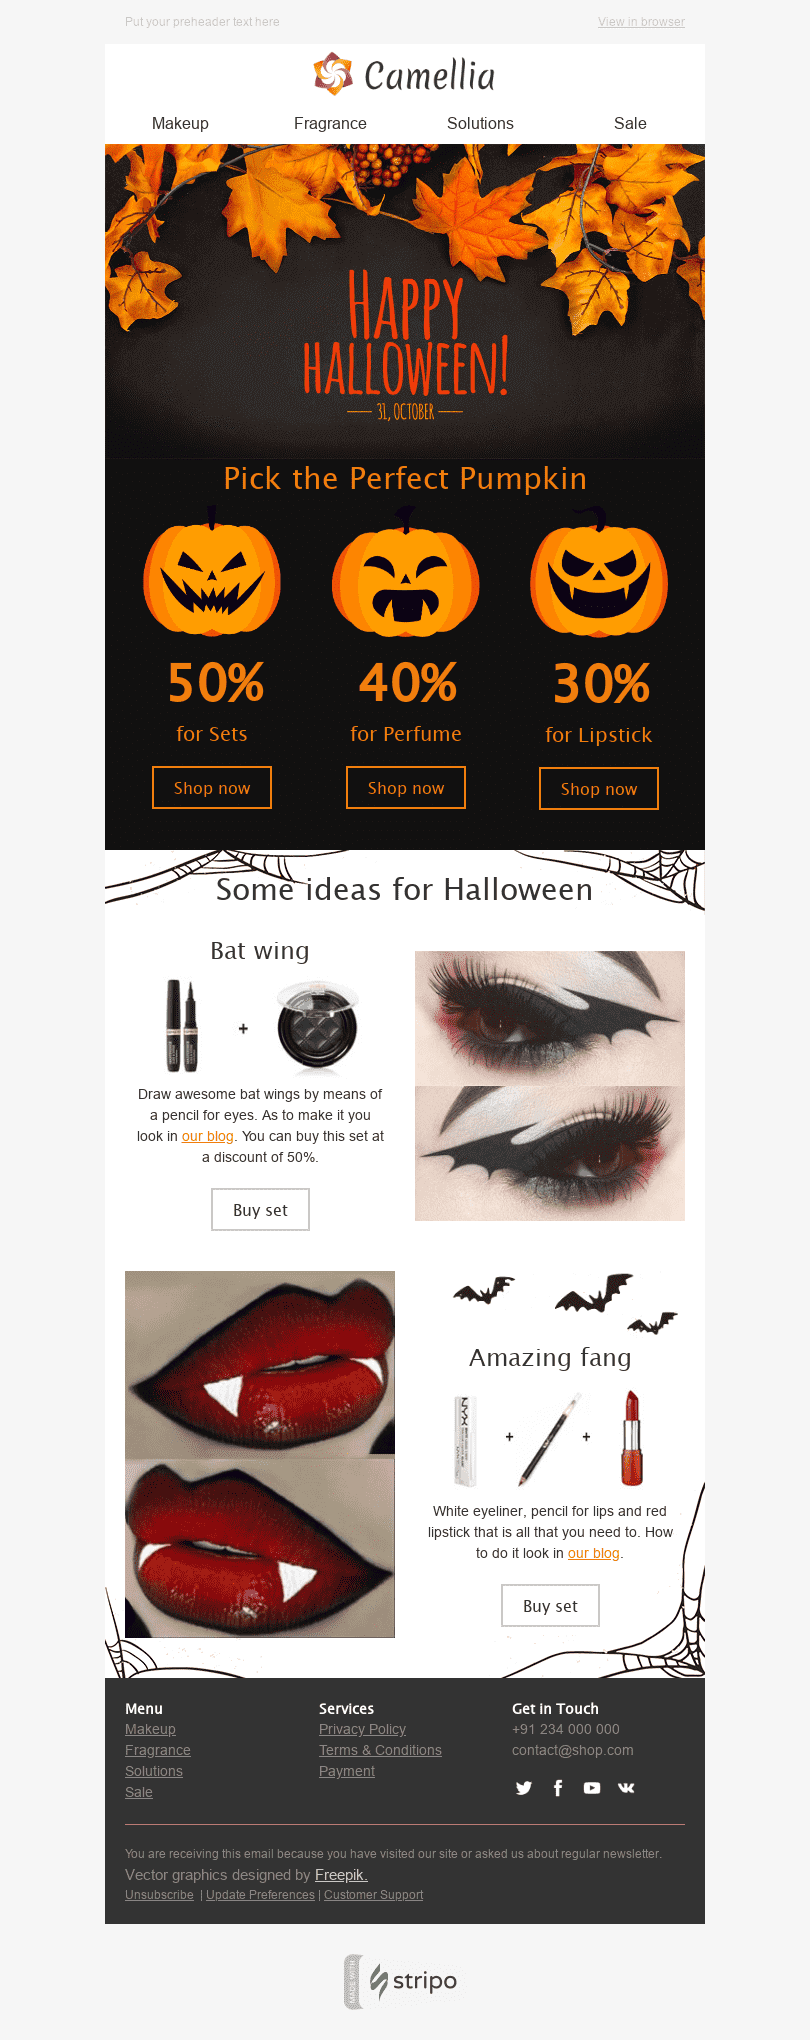 Put your preheader text here
View in browser
Camellia
Makeup
Fragrance
Solutions
Sale
HAPPY
HALLOWEEN!
31, OCTOBER
Pick the Perfect Pumpkin
50%
40%
30%
for Sets
for Perfume
for Lipstick
Shop now
Shop now
Shop now
Some ideas for Halloween
Bat wing
+
Draw awesome bat wings by means of
a pencil for eyes. As to make it you
look in our blog. You can buy this set at
a discount of 50%.
Buy set
Amazing fang
NYX
+
+
White eyeliner, pencil for lips and red
lipstick that is all that you need to. How
to do it look in our blog.
Buy set
Menu
Makeup
Fragrance
Solutions
Sale
Services
Privacy Policy
Terms & Conditions
Payment
Get in Touch
+91 234 000 000
contact@shop.com
You are receiving this email because you have visited our site or asked us about regular newsletter.
Vector graphics designed by Freepik.
Unsubscribe | Update Preferences | Customer Support
MADE WITH
stripo